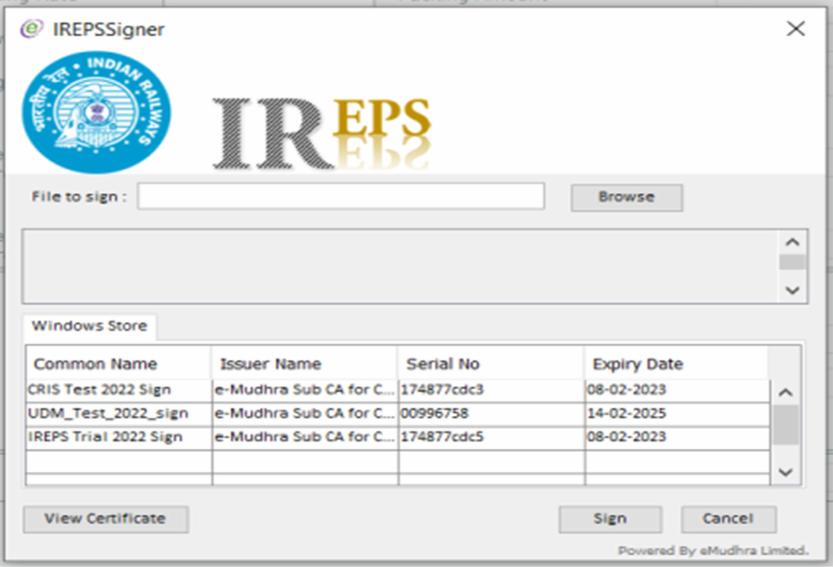 IREPSSigner
भारतीय रेल INDIAN RAILWAYS
IREPS
File to sign :
Browse
Windows Store
Common Name Issuer Name Serial No Expiry Date
CRIS Test 2022 Sign e-Mudhra Sub CA for C... 174877cdc3 08-02-2023
UDM_Test_2022_sign e-Mudhra Sub CA for C... 00996758 14-02-2025
IREPS Trial 2022 Sign e-Mudhra Sub CA for C... 174877cdc5 08-02-2023
View Certificate Sign Cancel
Powered By eMudhra Limited.